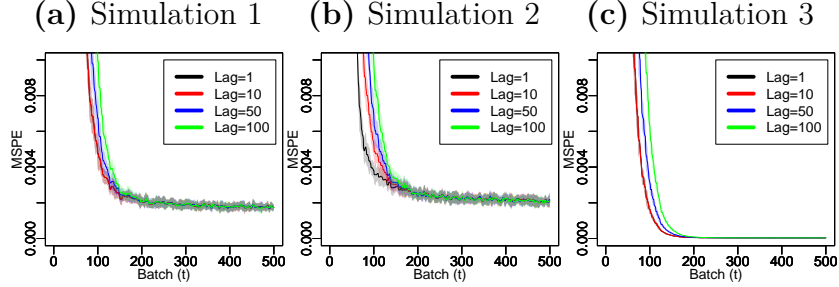 (a) Simulation 1
MSPE
0.008
0.004
0.000
Lag=1
Lag=10
Lag=50
Lag=100
0 100 200 300 400 500
Batch (t)
(b) Simulation 2
MSPE
0.008
0.004
0.000
Lag=1
Lag=10
Lag=50
Lag=100
0 100 200 300 400 500
Batch (t)
(c) Simulation 3
MSPE
0.008
0.004
0.000
Lag=1
Lag=10
Lag=50
Lag=100
0 100 200 300 400 500
Batch (t)